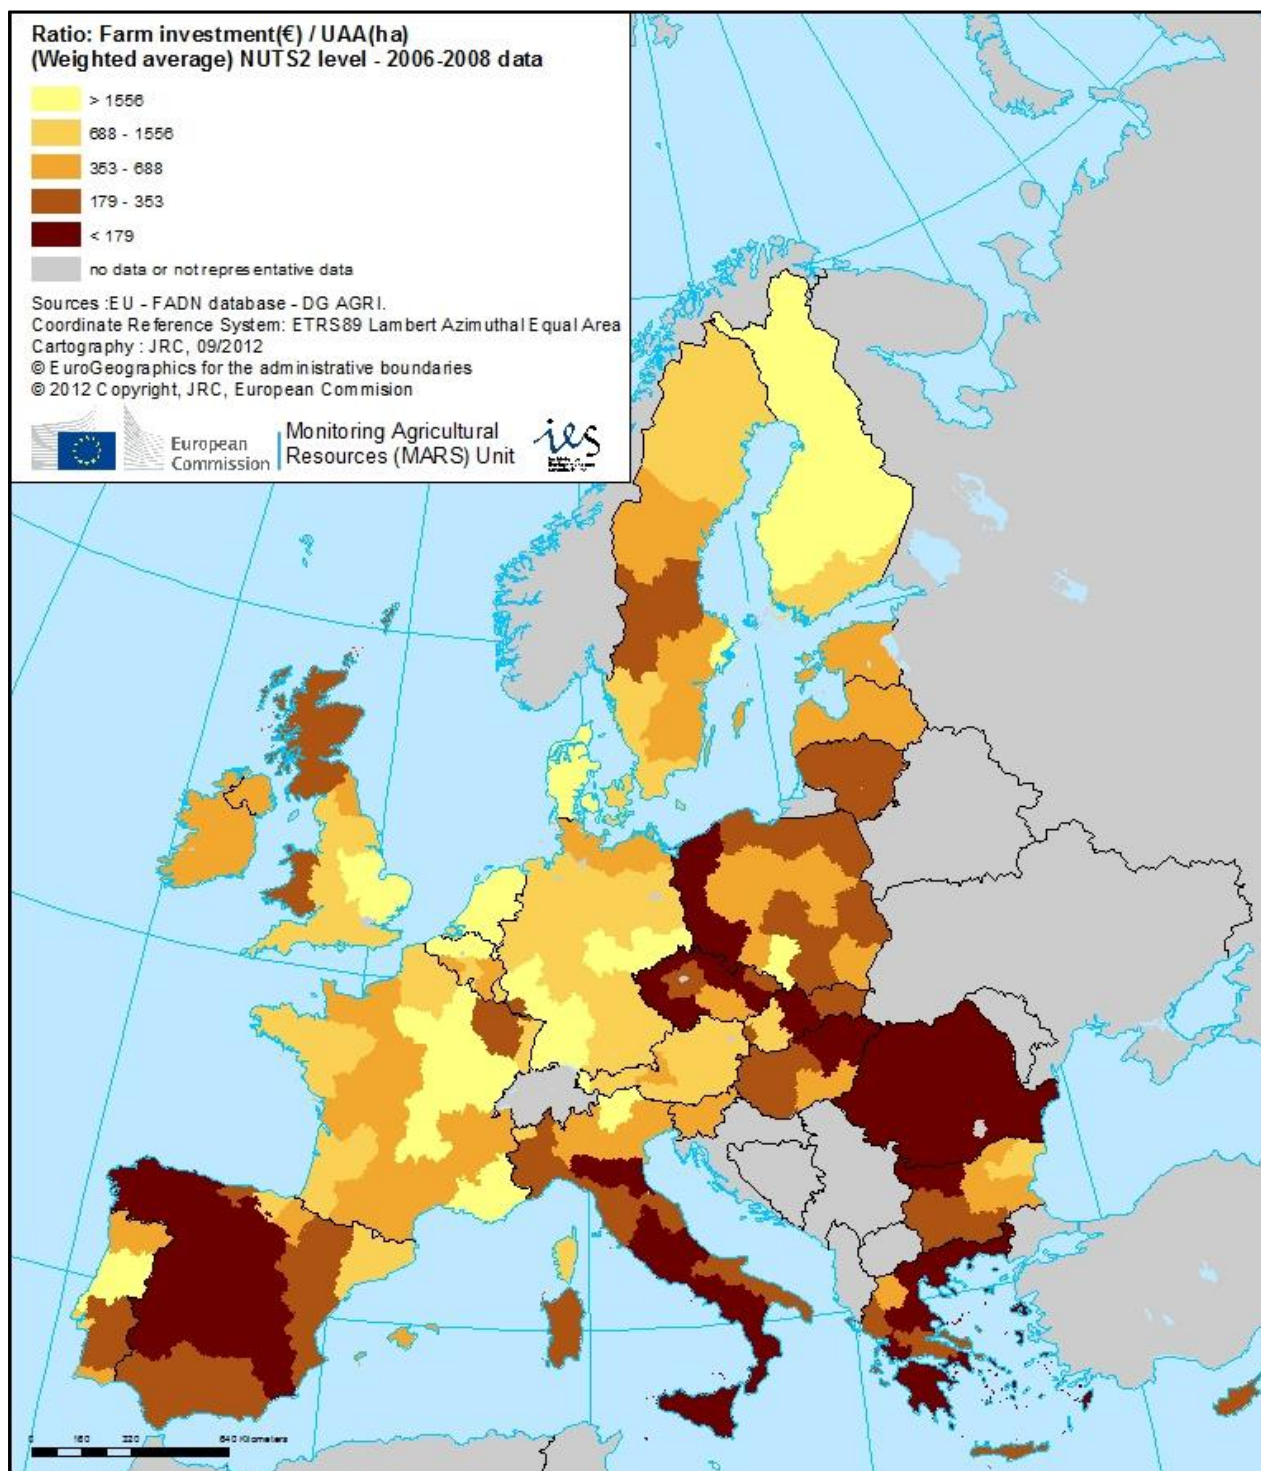 Ratio: Farm investment(€) / UAA(ha)
(Weighted average) NUTS2 level - 2006-2008 data
> 1556
688 - 1556
353 - 688
179 - 353
< 179
no data or not representative data
Sources :EU - FADN database - DG AGRI.
Coordinate Reference System: ETRS89 Lambert Azimuthal Equal Area
Cartography : JRC, 09/2012
© EuroGeographics for the administrative boundaries
© 2012 Copyright, JRC, European Commision
European
Commission
Monitoring Agricultural
Resources (MARS) Unit
ies
0 160 320 640 Kilometers